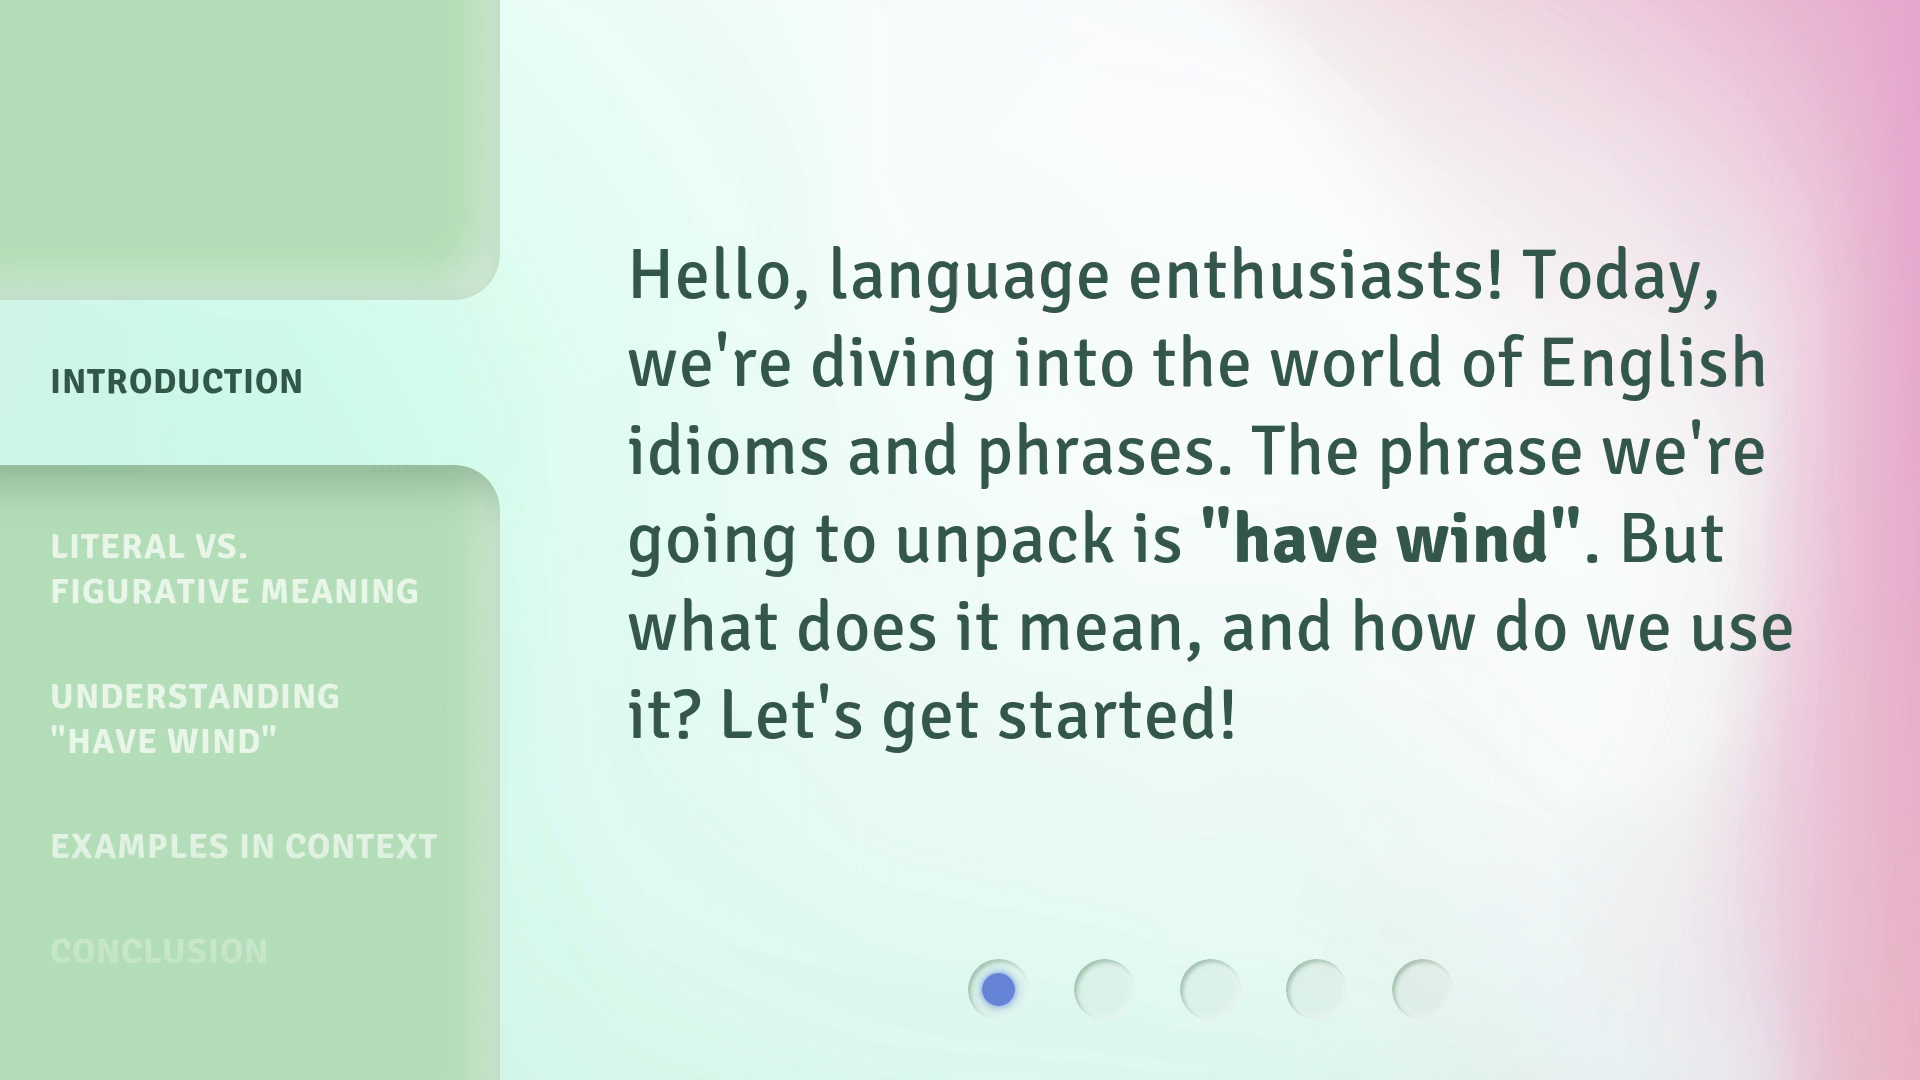 INTRODUCTION
LITERAL VS.
FIGURATIVE MEANING
UNDERSTANDING
"HAVE WIND"
EXAMPLES IN CONTEXT
CONCLUSION
Hello, language enthusiasts! Today,
we're diving into the world of English
idioms and phrases. The phrase we're
going to unpack is "have wind". But
what does it mean, and how do we use
it? Let's get started!